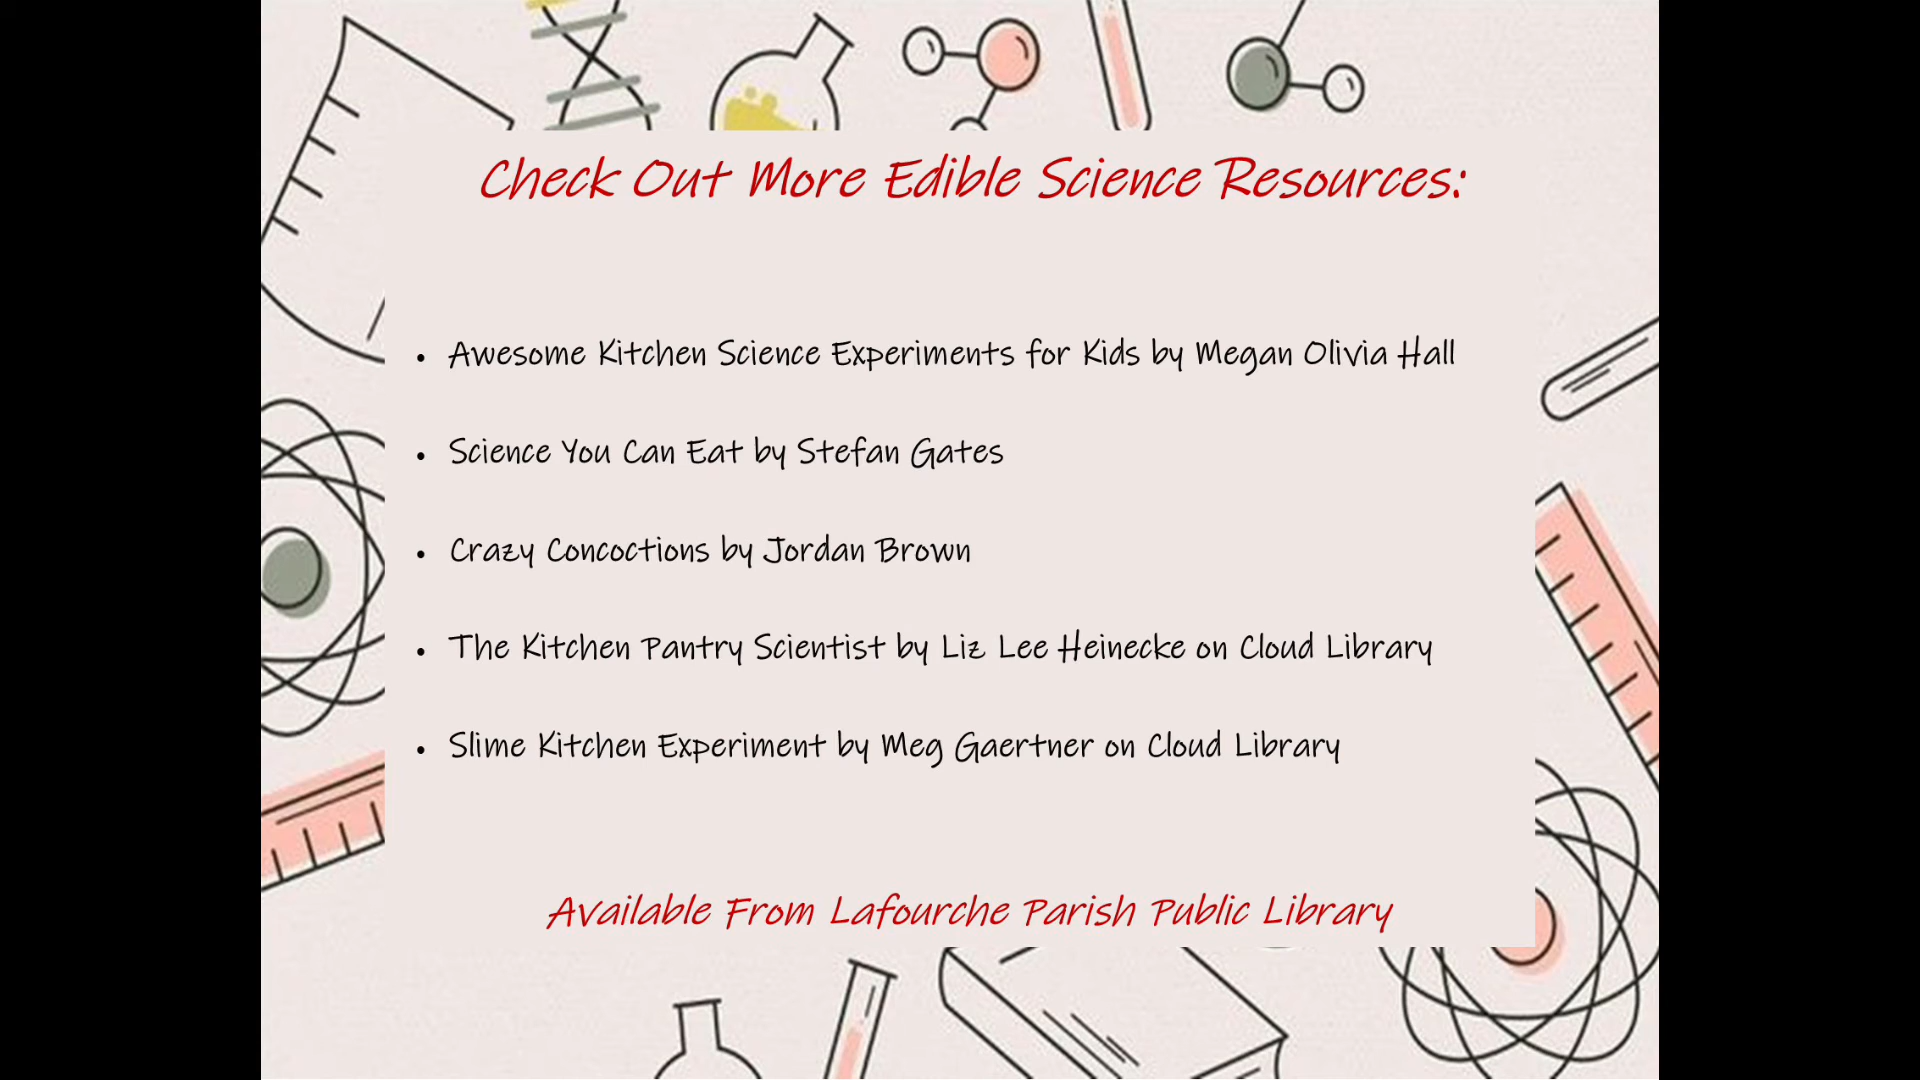 Check Out More Edible Science Resources:
• Awesome Kitchen Science Experiments for Kids by Megan Olivia Hall
• Science You Can Eat by Stefan Gates
• Crazy Concoctions by Jordan Brown
• The Kitchen Pantry Scientist by Liz Lee Heinecke on Cloud Library
• Slime Kitchen Experiment by Meg Gaertner on Cloud Library
Available From Lafourche Parish Public Library